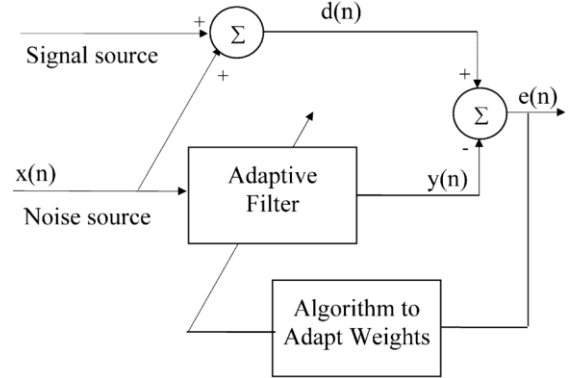 +
Σ
d(n)
Signal source
+
+
e(n)
Σ
-
x(n)
Noise source
Adaptive
Filter
y(n)
Algorithm to
Adapt Weights